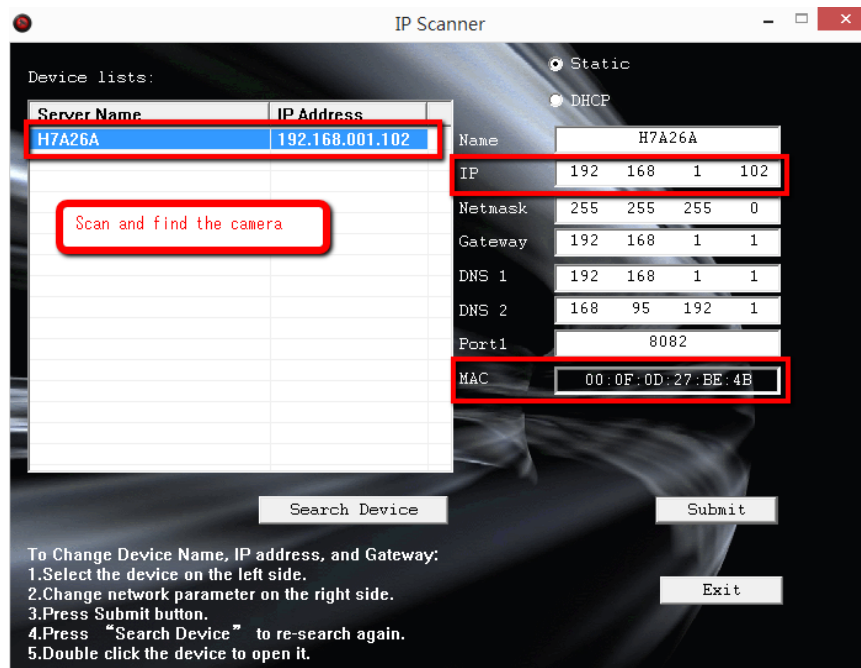 IP Scanner
Device lists:
Server Name IP Address
H7A26A 192.168.001.102
Scan and find the camera
Static
DHCP
Name H7A26A
IP 192 168 1 102
Netmask 255 255 255 0
Gateway 192 168 1 1
DNS 1 192 168 1 1
DNS 2 168 95 192 1
Port1 8082
MAC 00:0F:0D:27:BE:4B
Search Device
Submit
To Change Device Name, IP address, and Gateway:
1.Select the device on the left side.
2.Change network parameter on the right side.
3.Press Submit button.
4.Press “Search Device” to re-search again.
5.Double click the device to open it.
Exit